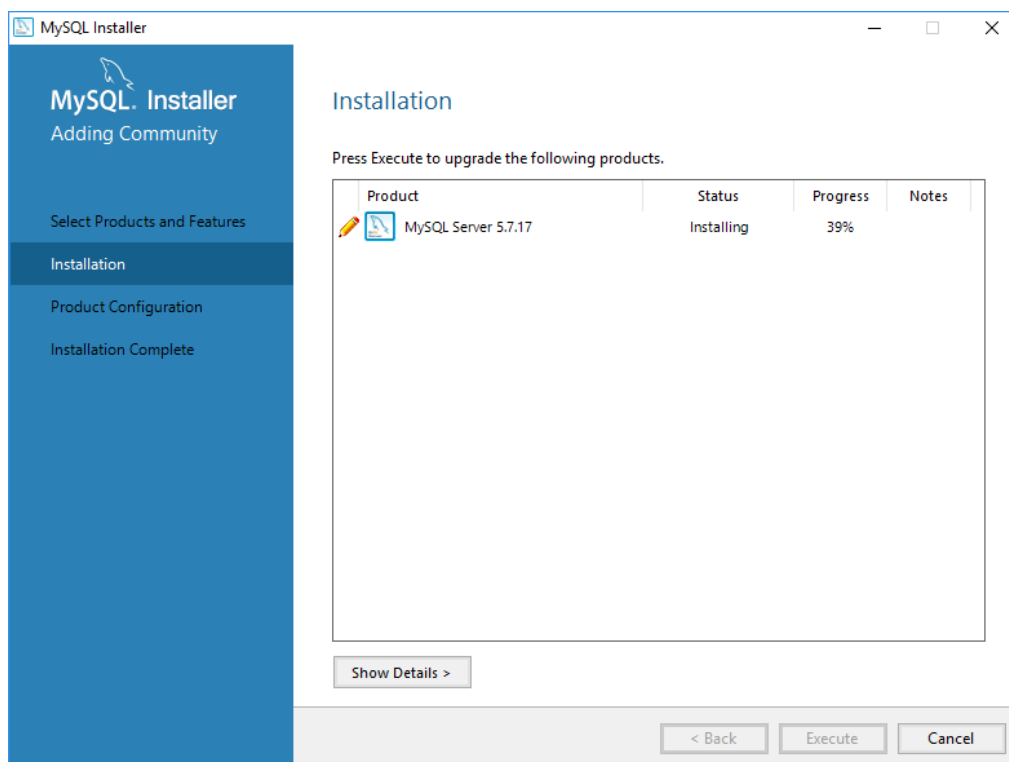 MySQL Installer
MySQL. Installer
Adding Community
Select Products and Features
Installation
Product Configuration
Installation Complete
Installation
Press Execute to upgrade the following products.
Product Status Progress Notes
MySQL Server 5.7.17 Installing 39%
Show Details >
< Back Execute Cancel